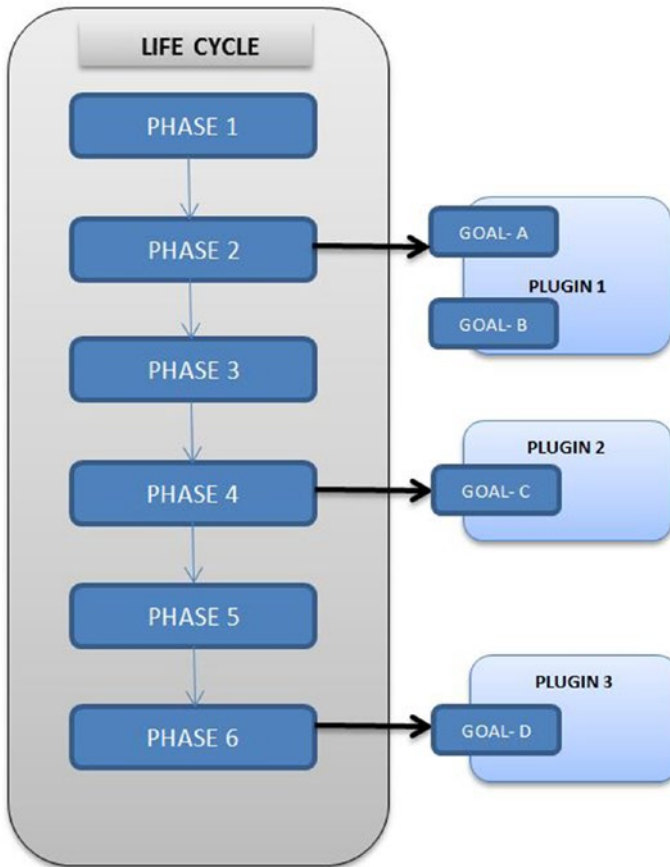 LIFE CYCLE
PHASE 1
PHASE 2
GOAL- A
PLUGIN 1
GOAL- B
PHASE 3
PLUGIN 2
PHASE 4
GOAL- C
PHASE 5
PLUGIN 3
PHASE 6
GOAL- D